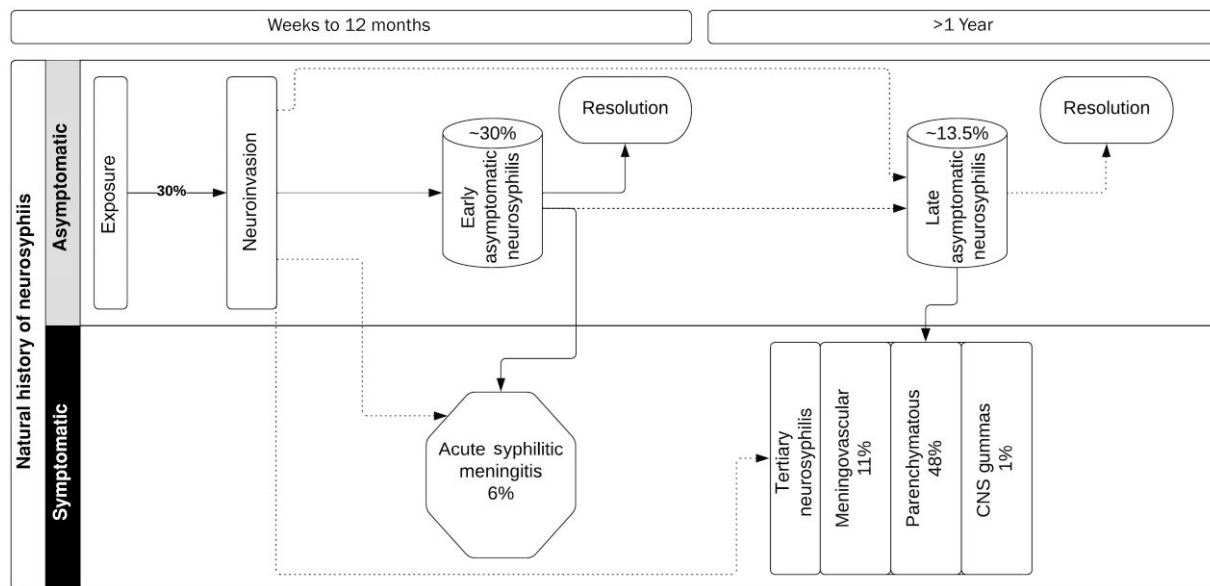 Weeks to 12 months
>1 Year
Natural history of neurosyphiis
Asymptomatic
Symptomatic
Exposure
30%
Neuroinvasion
~30%
Early
asymptomatic
neurosyphilis
Resolution
~13.5%
Late
asymptomatic
neurosyphilis
Resolution
Acute syphilitic
meningitis
6%
Tertiary
neurosyphilis
Meningovascular
11%
Parenchymatous
48%
CNS gummas
1%